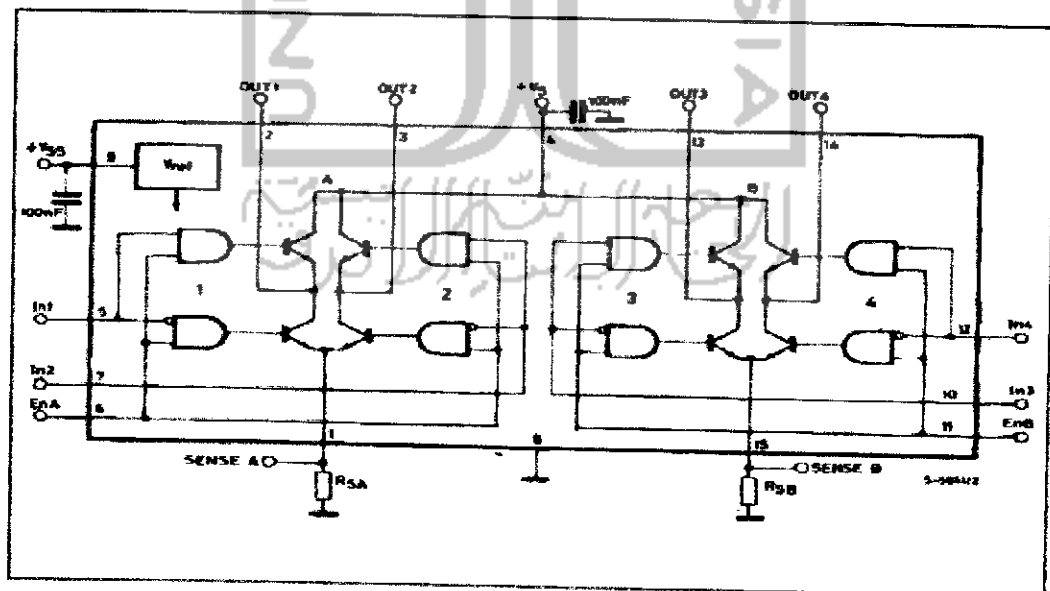 OUT1
OUT2
+Vs
100nF
OUT3
OUT4
2
3
4
13
14
+Vss
9
Vref
100nF
A
B
1
2
3
4
In1
5
12
In4
In2
7
10
In3
EnA
6
11
EnB
1
8
15
SENSE A
RSA
SENSE B
RSB